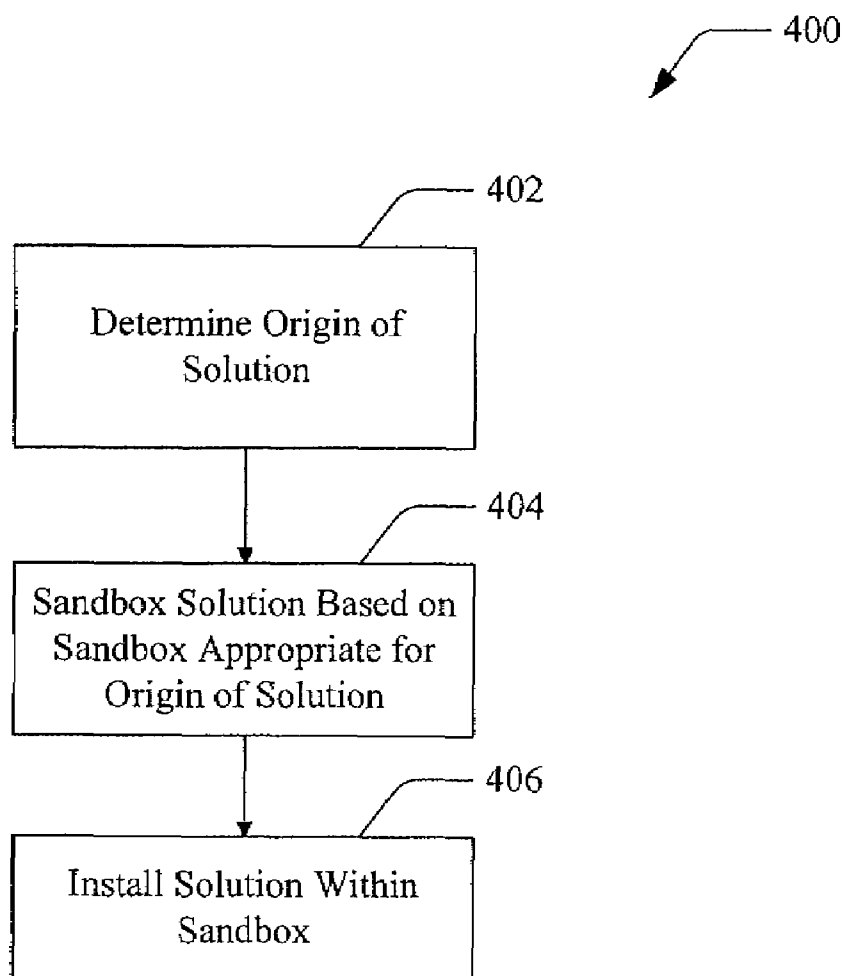 400
402
Determine Origin of
Solution
404
Sandbox Solution Based on
Sandbox Appropriate for
Origin of Solution
406
Install Solution Within
Sandbox